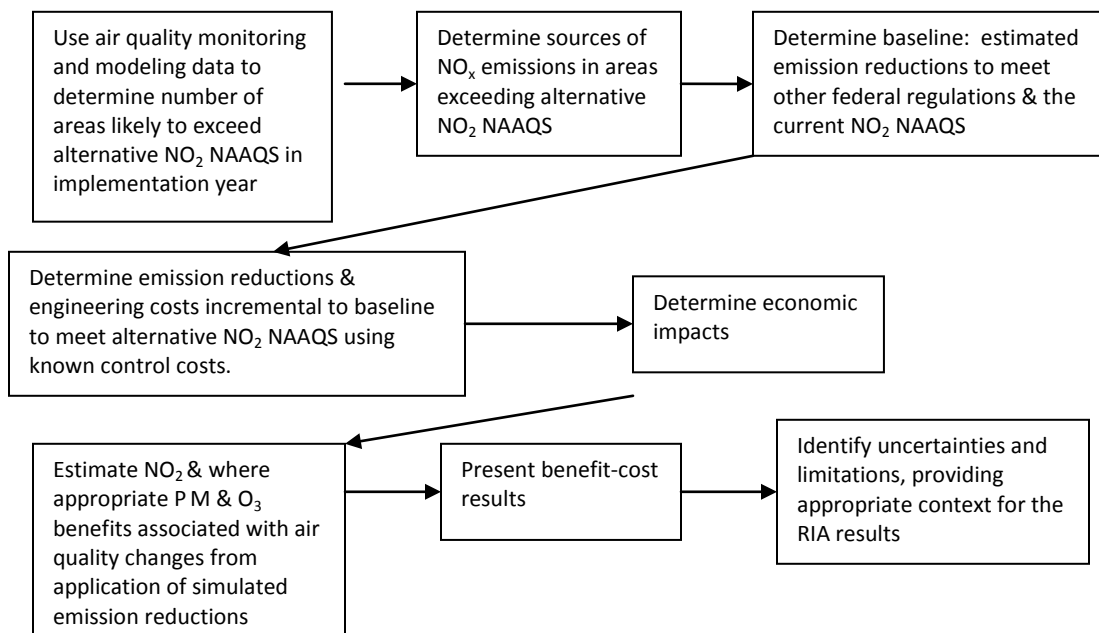 Use air quality monitoring
and modeling data to
determine number of
areas likely to exceed
alternative NO₂ NAAQS in
implementation year
Determine sources of
NOₓ emissions in areas
exceeding alternative
NO₂ NAAQS
Determine baseline: estimated
emission reductions to meet
other federal regulations & the
current NO₂ NAAQS
Determine emission reductions &
engineering costs incremental to baseline
to meet alternative NO₂ NAAQS using
known control costs.
Determine economic
impacts
Estimate NO₂ & where
appropriate P M & O₃
benefits associated with air
quality changes from
application of simulated
emission reductions
Present benefit-cost
results
Identify uncertainties and
limitations, providing
appropriate context for the
RIA results